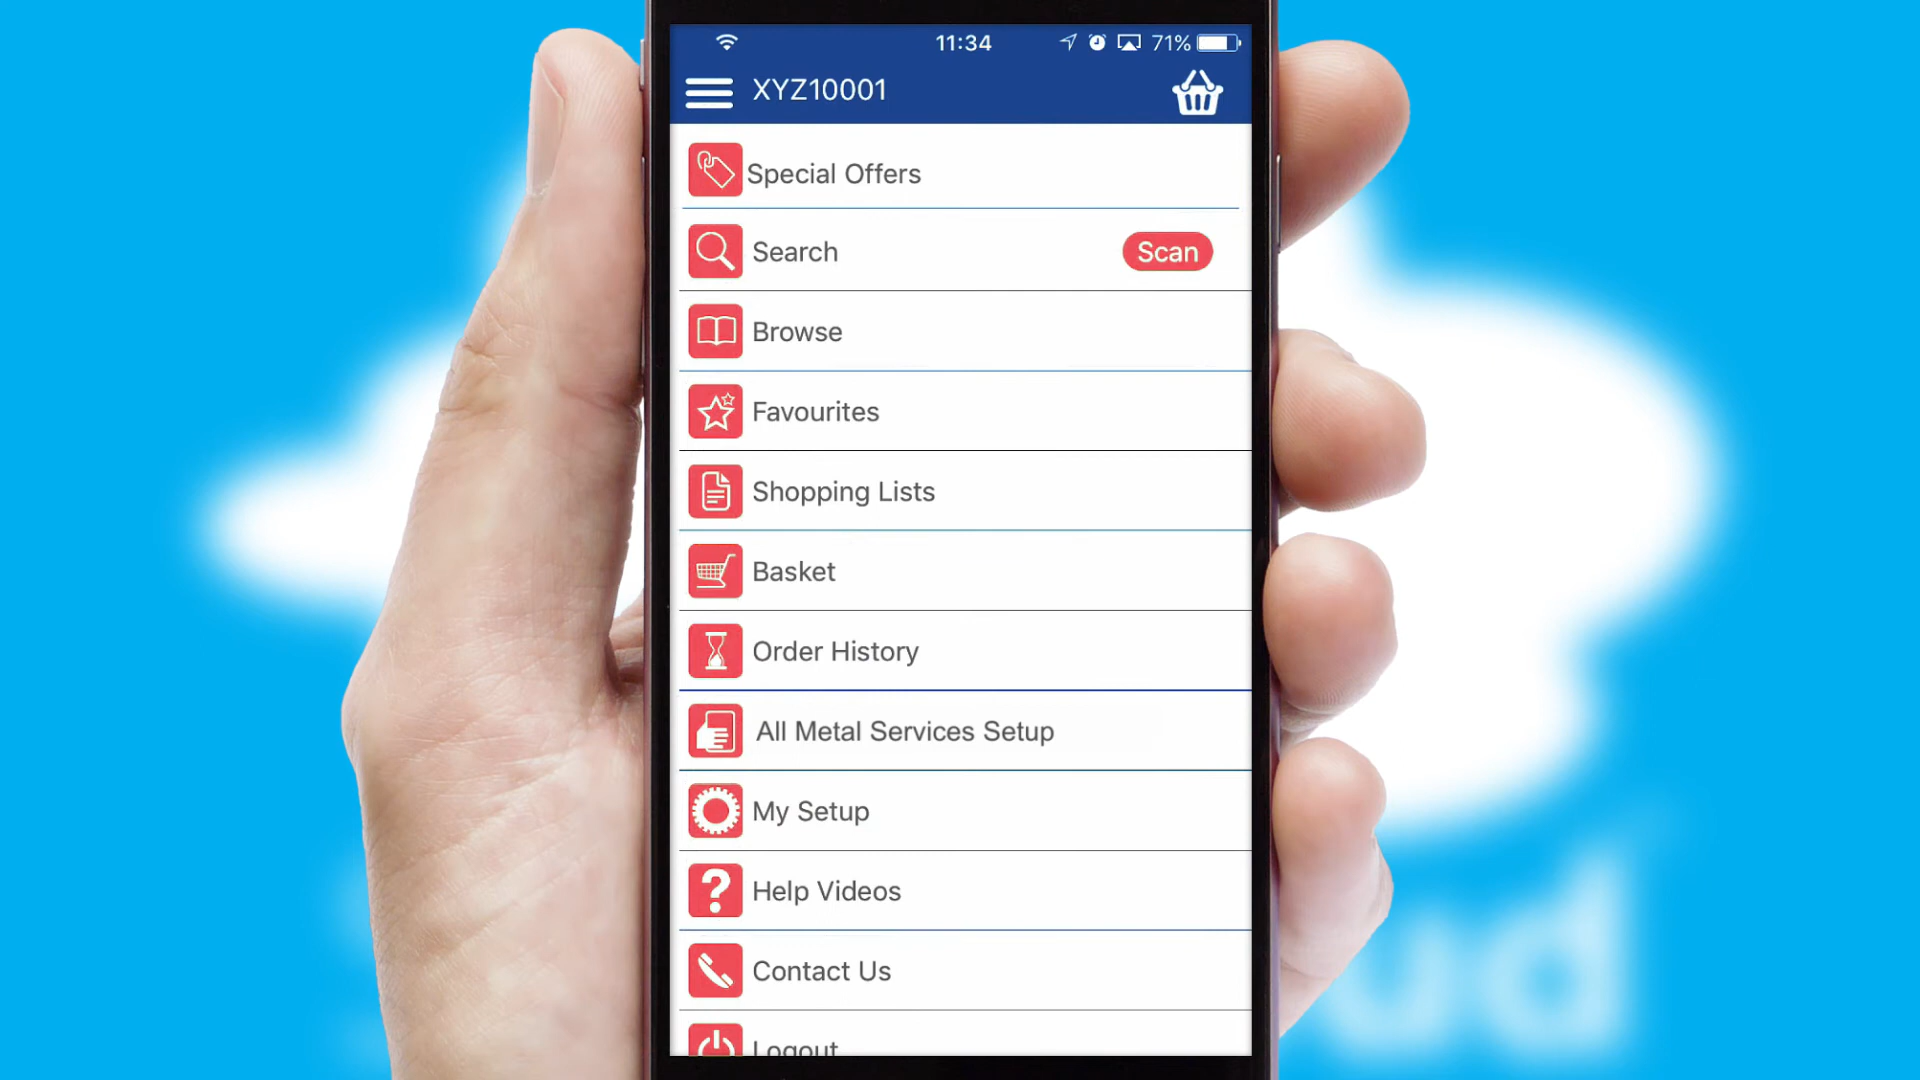 11:34 71%
XYZ10001
Special Offers
Search Scan
Browse
Favourites
Shopping Lists
Basket
Order History
All Metal Services Setup
My Setup
Help Videos
Contact Us
Logout